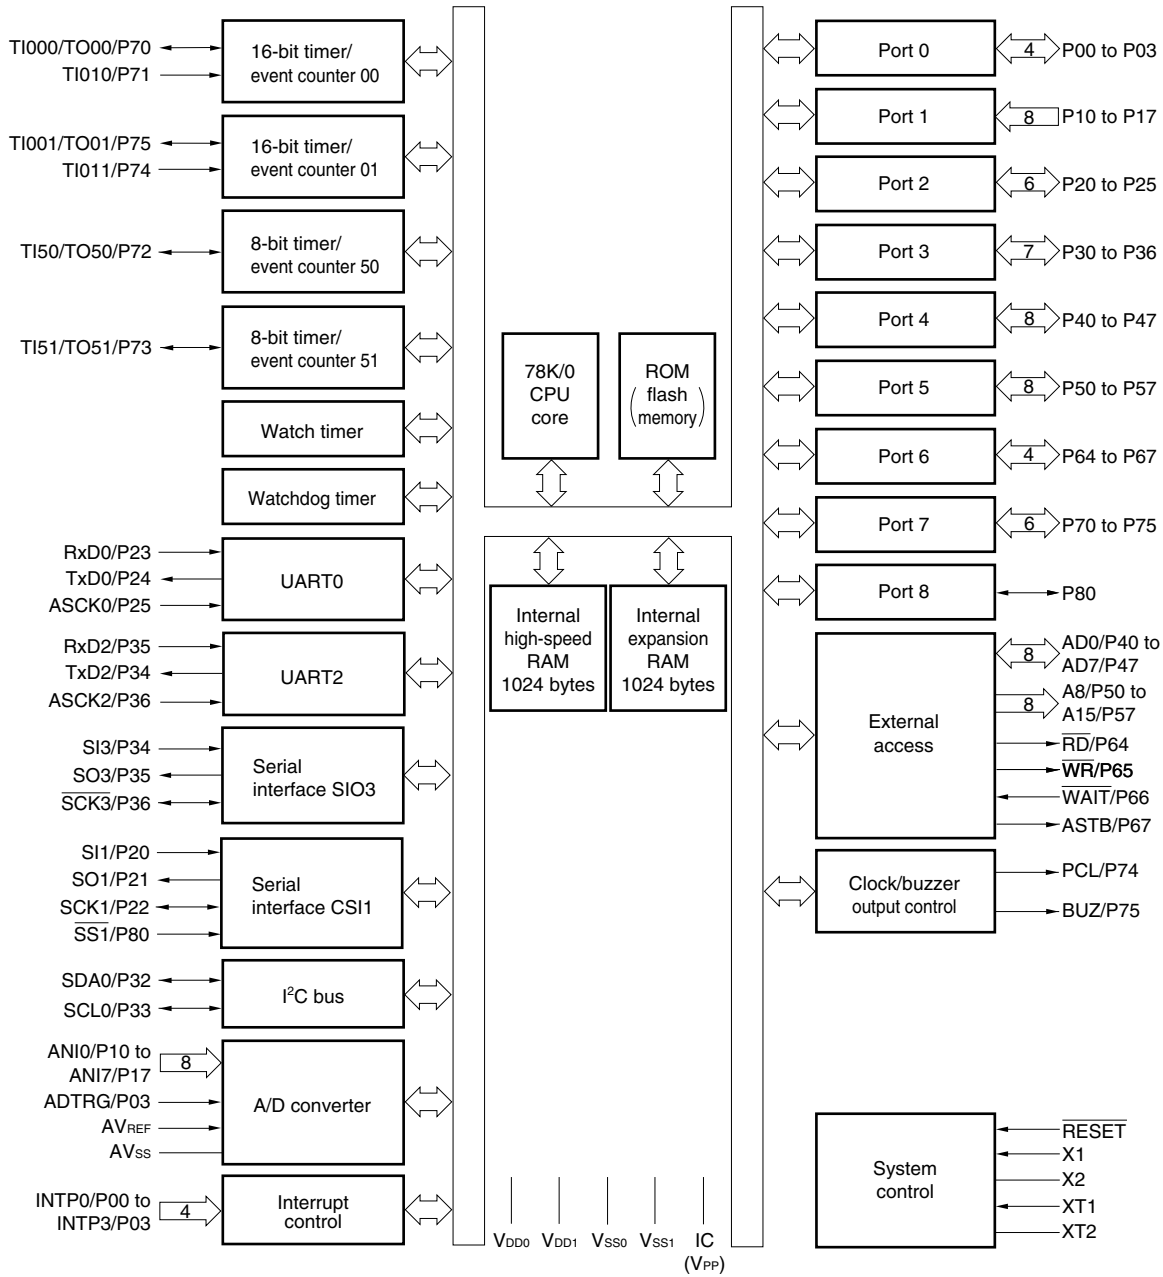 TI000/TO00/P70
TI010/P71
16-bit timer/
event counter 00
TI001/TO01/P75
TI011/P74
16-bit timer/
event counter 01
TI50/TO50/P72
8-bit timer/
event counter 50
TI51/TO51/P73
8-bit timer/
event counter 51
Watch timer
Watchdog timer
RxD0/P23
TxD0/P24
ASCK0/P25
UART0
RxD2/P35
TxD2/P34
ASCK2/P36
UART2
SI3/P34
SO3/P35
SCK3/P36
Serial
interface SIO3
SI1/P20
SO1/P21
SCK1/P22
SS1/P80
Serial
interface CSI1
SDA0/P32
SCL0/P33
I²C bus
ANI0/P10 to
ANI7/P17
8
ADTRG/P03
AVREF
AVSS
A/D converter
INTP0/P00 to
INTP3/P03
4
Interrupt
control
78K/0
CPU
core
ROM
flash
memory
Internal
high-speed
RAM
1024 bytes
Internal
expansion
RAM
1024 bytes
VDD0
VDD1
VSS0
VSS1
IC
(VPP)
Port 0
4
P00 to P03
Port 1
8
P10 to P17
Port 2
6
P20 to P25
Port 3
7
P30 to P36
Port 4
8
P40 to P47
Port 5
8
P50 to P57
Port 6
4
P64 to P67
Port 7
6
P70 to P75
Port 8
P80
External
access
8
AD0/P40 to
AD7/P47
8
A8/P50 to
A15/P57
RD/P64
WR/P65
WAIT/P66
ASTB/P67
Clock/buzzer
output control
PCL/P74
BUZ/P75
System
control
RESET
X1
X2
XT1
XT2